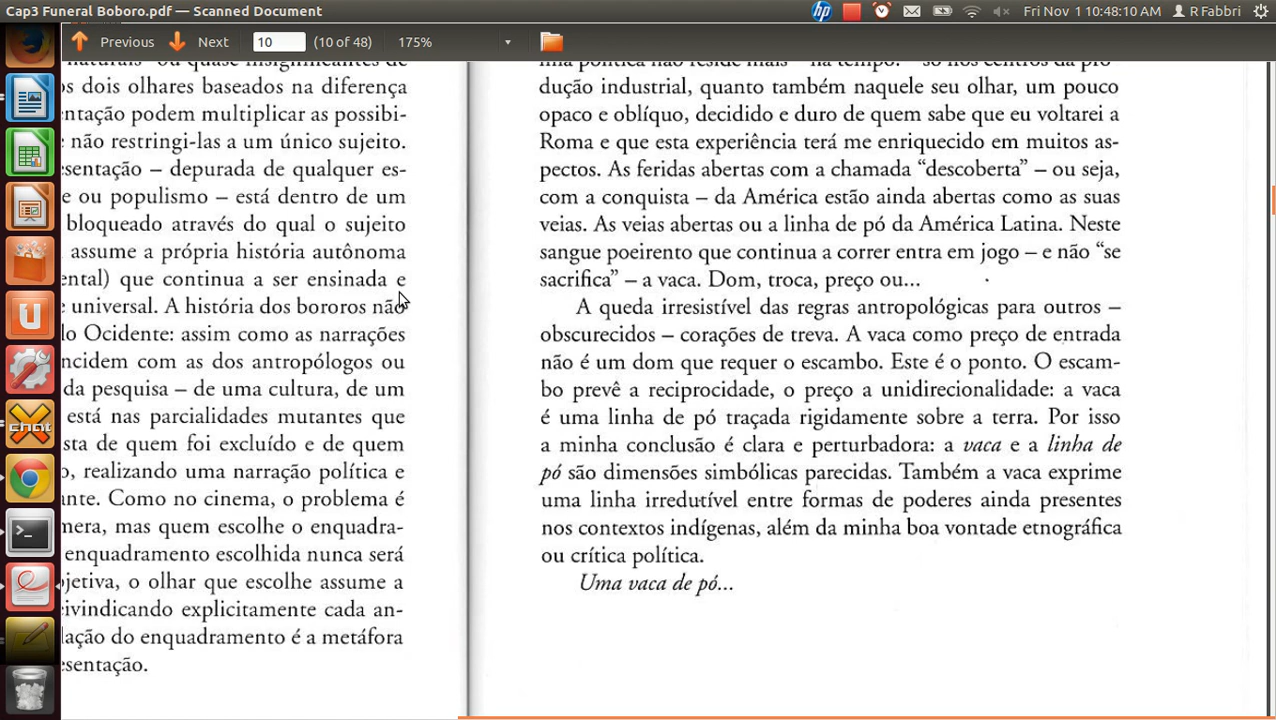 Cap3 Funeral Boboro.pdf — Scanned Document
Fri Nov 1 10:48:10 AM R Fabbri
Previous Next 10 (10 of 48) 175%
os dois olhares baseados na diferença
entação podem multiplicar as possibi-
não restringi-las a um único sujeito.
esentação – depurada de qualquer es-
e ou populismo – está dentro de um
bloqueado através do qual o sujeito
assume a própria história autônoma
ental) que continua a ser ensinada e
e universal. A história dos bororos não
lo Ocidente: assim como as narrações
ncidem com as dos antropólogos ou
da pesquisa – de uma cultura, de um
está nas parcialidades mutantes que
sta de quem foi excluído e de quem
o, realizando uma narração política e
ante. Como no cinema, o problema é
mera, mas quem escolhe o enquadra-
enquadramento escolhida nunca será
bjetiva, o olhar que escolhe assume a
eivindicando explicitamente cada an-
lação do enquadramento é a metáfora
esentação.
dução industrial, quanto também naquele seu olhar, um pouco
opaco e oblíquo, decidido e duro de quem sabe que eu voltarei a
Roma e que esta experiência terá me enriquecido em muitos as-
pectos. As feridas abertas com a chamada “descoberta” – ou seja,
com a conquista – da América estão ainda abertas como as suas
veias. As veias abertas ou a linha de pó da América Latina. Neste
sangue poeirento que continua a correr entra em jogo – e não “se
sacrifica” – a vaca. Dom, troca, preço ou...
A queda irresistível das regras antropológicas para outros –
obscurecidos – corações de treva. A vaca como preço de entrada
não é um dom que requer o escambo. Este é o ponto. O escam-
bo prevê a reciprocidade, o preço a unidirecionalidade: a vaca
é uma linha de pó traçada rigidamente sobre a terra. Por isso
a minha conclusão é clara e perturbadora: a vaca e a linha de
pó são dimensões simbólicas parecidas. Também a vaca exprime
uma linha irredutível entre formas de poderes ainda presentes
nos contextos indígenas, além da minha boa vontade etnográfica
ou crítica política.
Uma vaca de pó...